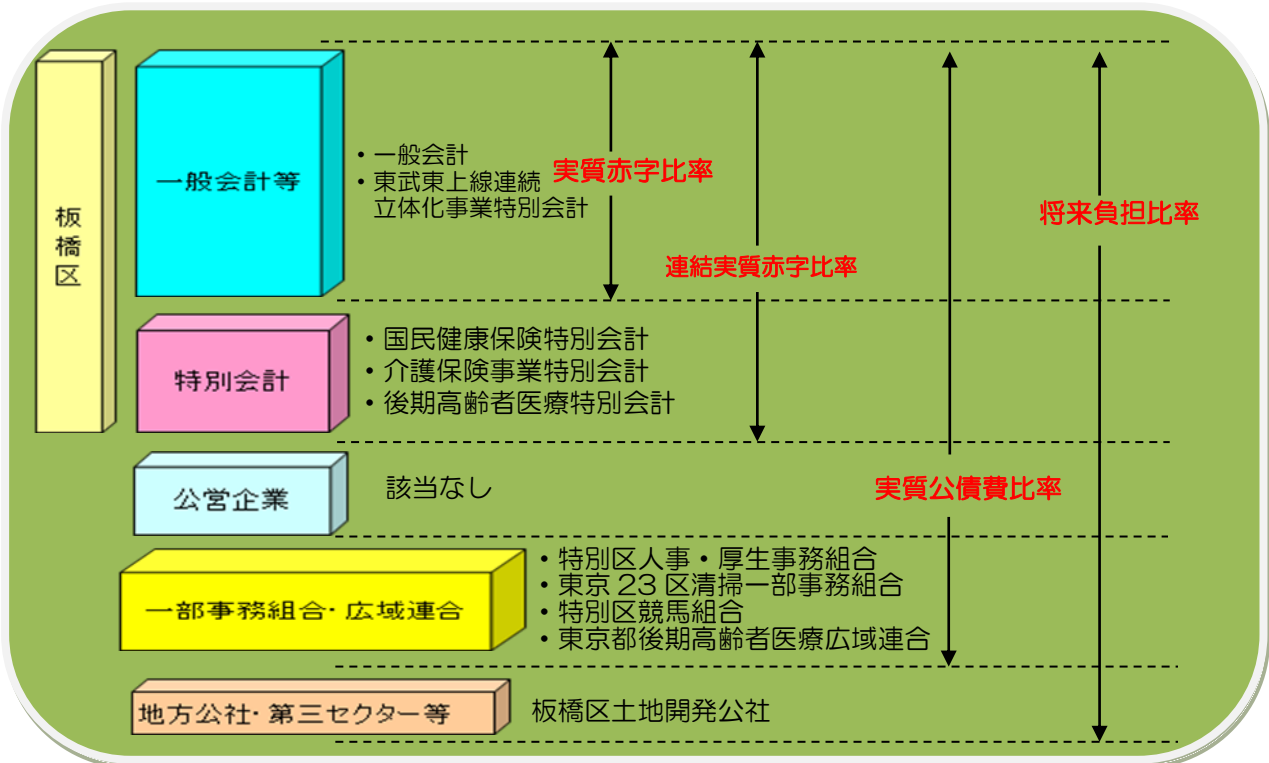 板橋区
一般会計等
・一般会計
・東武東上線連続
立体化事業特別会計
実質赤字比率
連結実質赤字比率
将来負担比率
特別会計
・国民健康保険特別会計
・介護保険事業特別会計
・後期高齢者医療特別会計
公営企業
該当なし
実質公債費比率
一部事務組合・広域連合
・特別区人事・厚生事務組合
・東京23区清掃一部事務組合
・特別区競馬組合
・東京都後期高齢者医療広域連合
地方公社・第三セクター等
板橋区土地開発公社